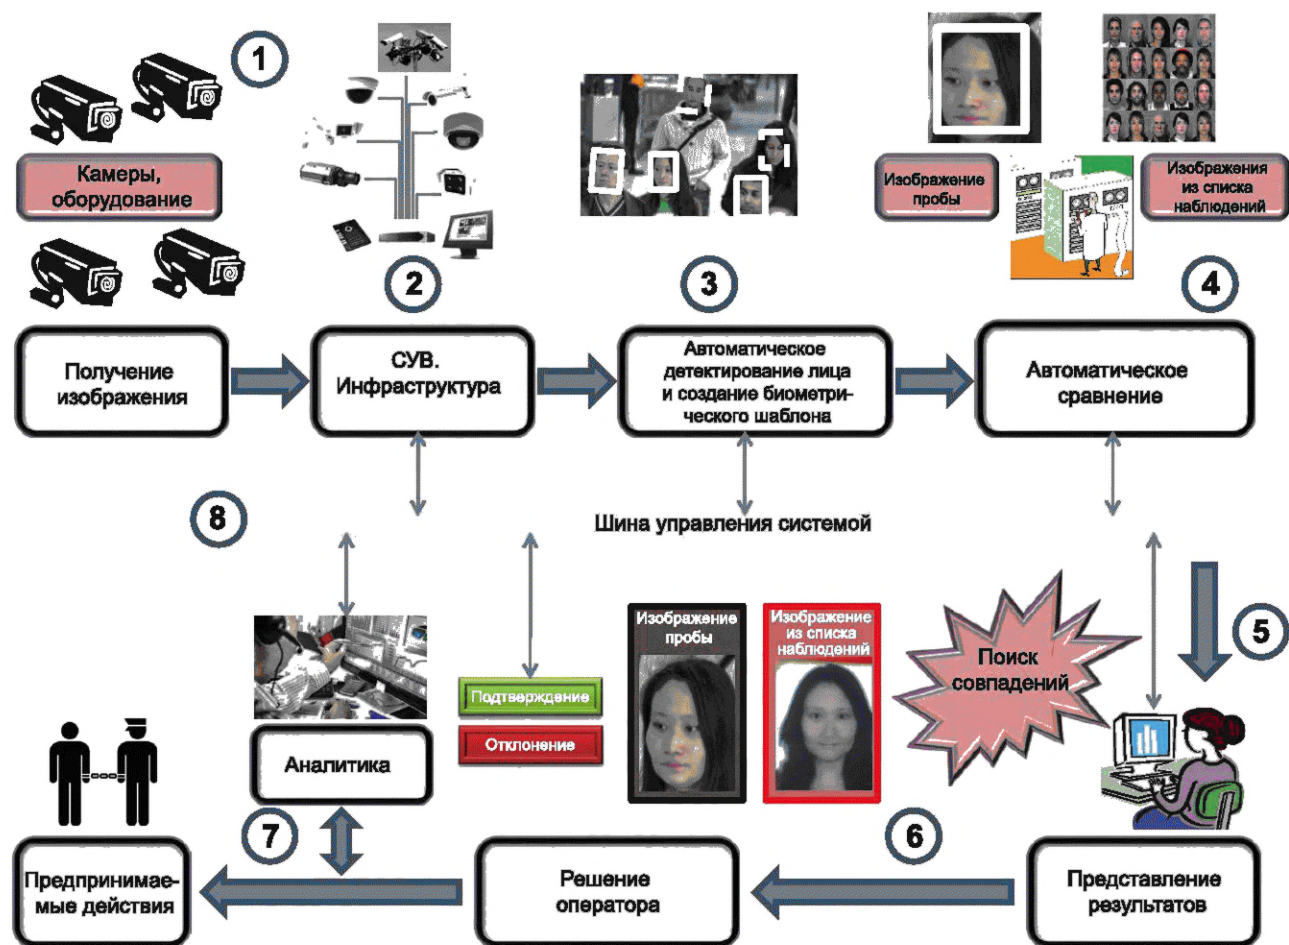 1
Камеры,
оборудование
2
3
Изображение
пробы
Изображения
из списка
наблюдений
4
Получение
изображения
СУВ.
Инфраструктура
Автоматическое
детектирование лица
и создание биометри-
ческого шаблона
Автоматическое
сравнение
8
Шина управления системой
Подтверждение
Отклонение
Изображение
пробы
Изображение
из списка
наблюдений
Поиск
совпадений
5
Аналитика
7
6
Предпринимае-
мые действия
Решение
оператора
Представление
результатов